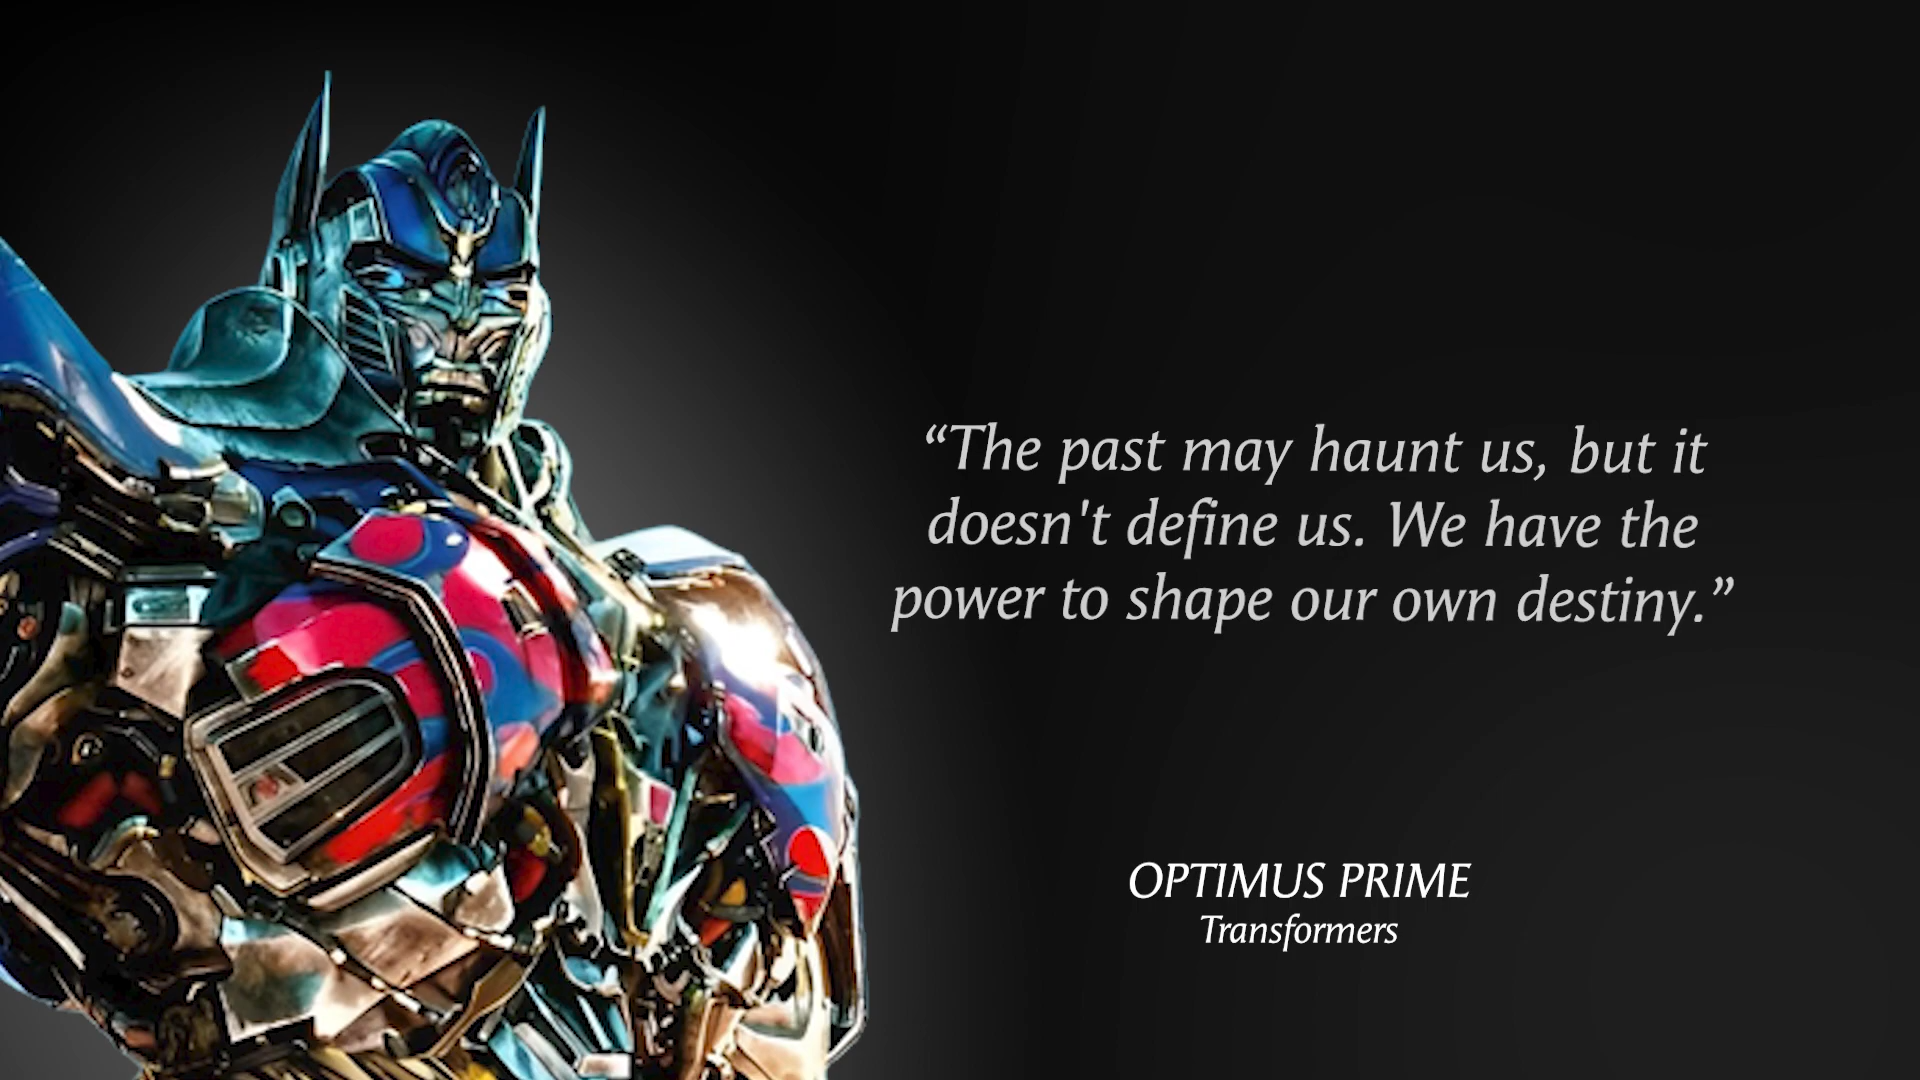 “The past may haunt us, but it
doesn't define us. We have the
power to shape our own destiny.”
OPTIMUS PRIME
Transformers